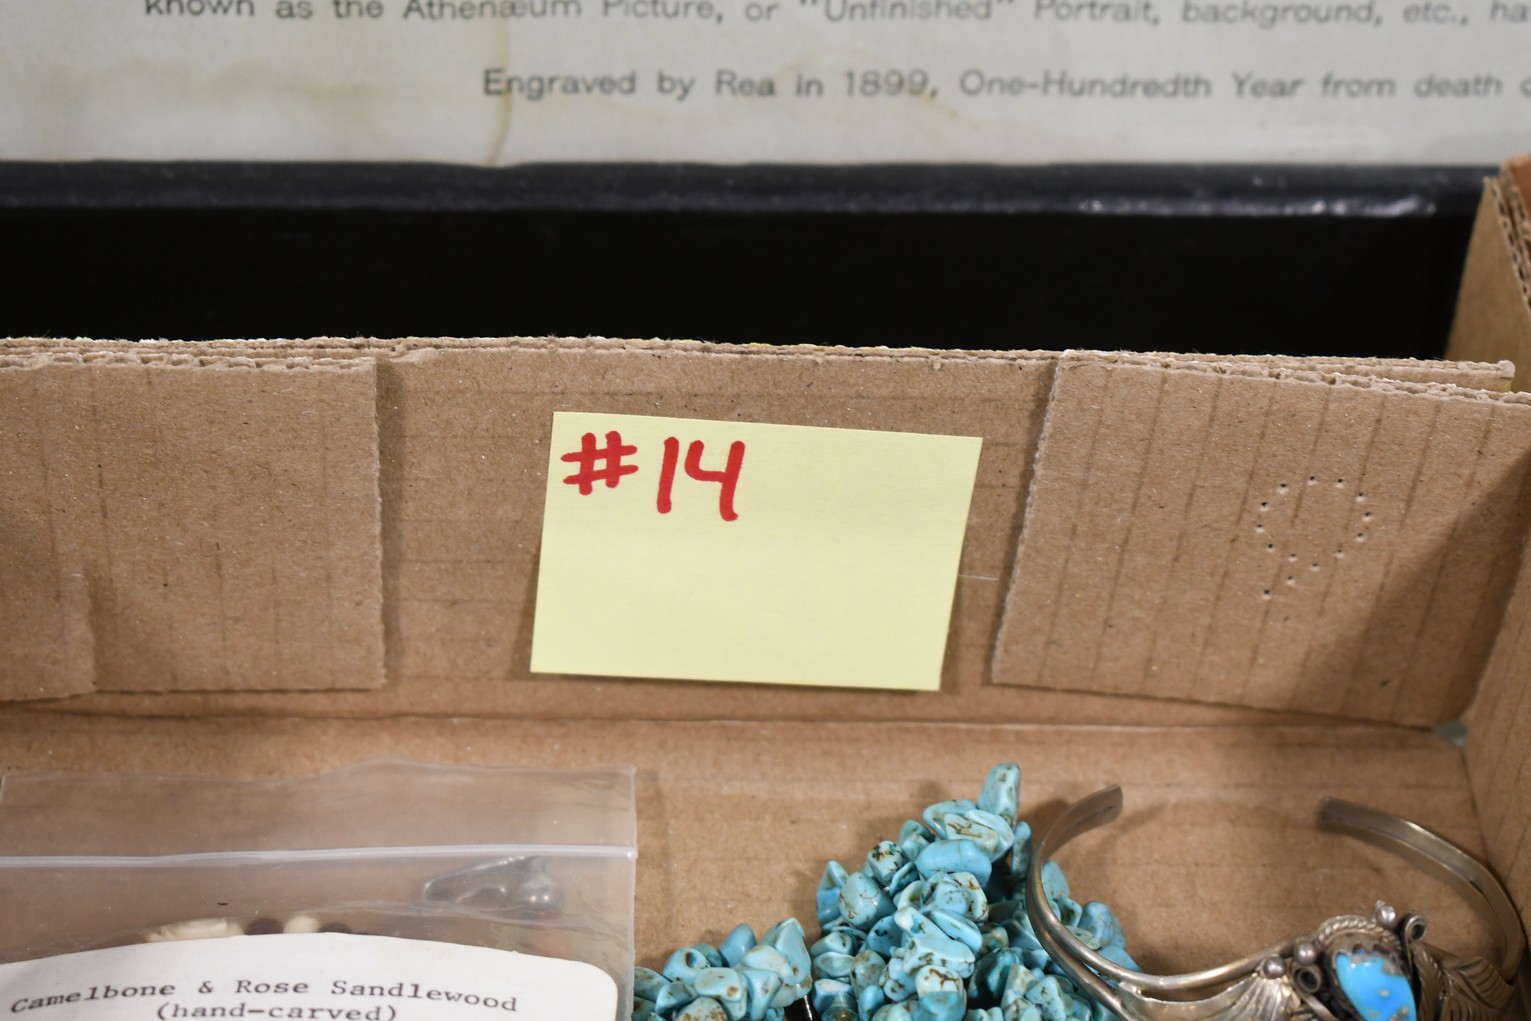 known as the Athenæum Picture, or "Unfinished" Portrait, background, etc.,
Engraved by Rea in 1899, One-Hundredth Year from death
#14
Camelbone & Rose Sandlewood
(hand-carved)